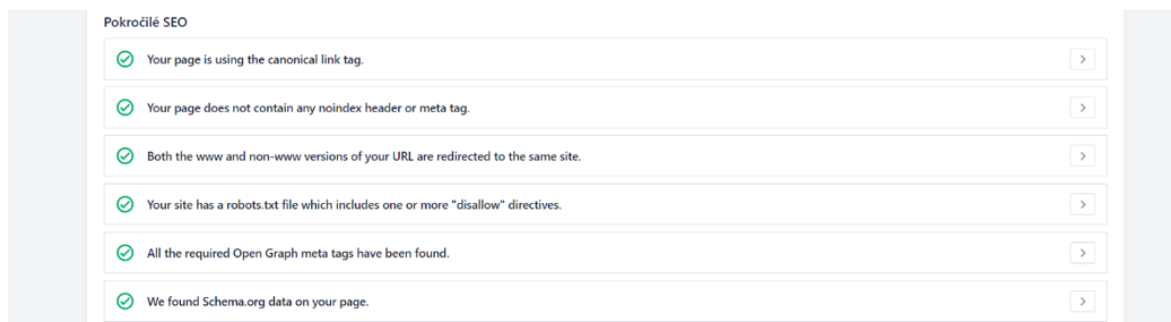 Pokročilé SEO
Your page is using the canonical link tag.
Your page does not contain any noindex header or meta tag.
Both the www and non-www versions of your URL are redirected to the same site.
Your site has a robots.txt file which includes one or more "disallow" directives.
All the required Open Graph meta tags have been found.
We found Schema.org data on your page.